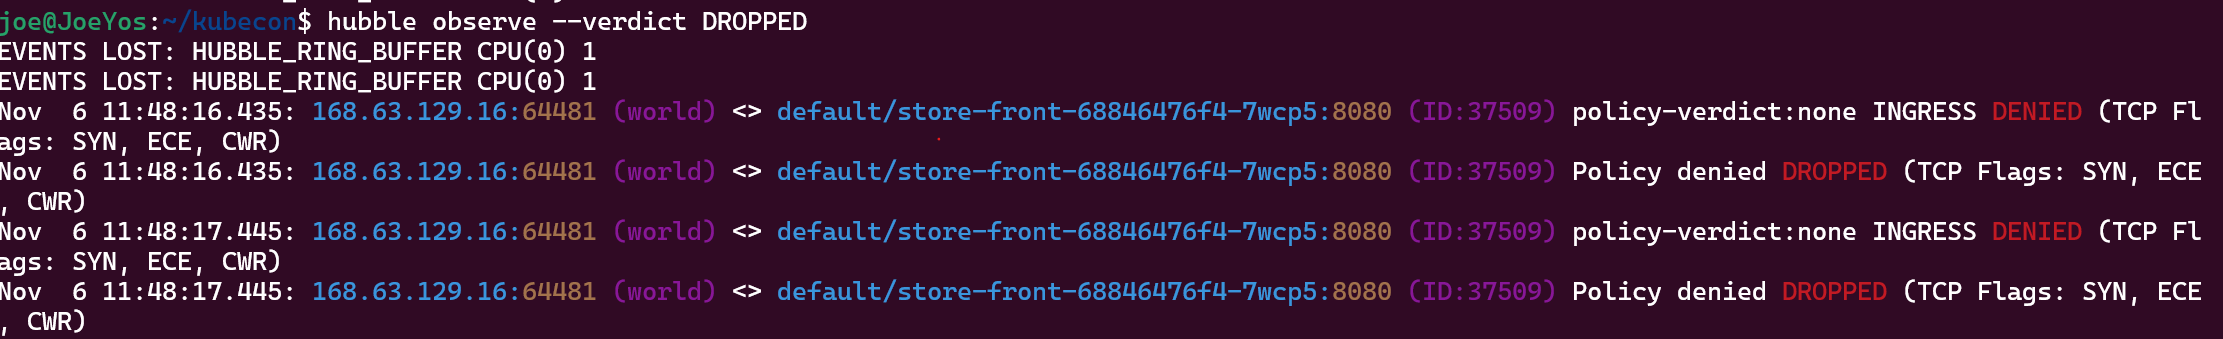 joe@JoeYos:~/kubecon$ hubble observe --verdict DROPPED
EVENTS LOST: HUBBLE_RING_BUFFER CPU(0) 1
EVENTS LOST: HUBBLE_RING_BUFFER CPU(0) 1
Nov  6 11:48:16.435: 168.63.129.16:64481 (world) <> default/store-front-68846476f4-7wcp5:8080 (ID:37509) policy-verdict:none INGRESS DENIED (TCP Fl
ags: SYN, ECE, CWR)
Nov  6 11:48:16.435: 168.63.129.16:64481 (world) <> default/store-front-68846476f4-7wcp5:8080 (ID:37509) Policy denied DROPPED (TCP Flags: SYN, ECE
, CWR)
Nov  6 11:48:17.445: 168.63.129.16:64481 (world) <> default/store-front-68846476f4-7wcp5:8080 (ID:37509) policy-verdict:none INGRESS DENIED (TCP Fl
ags: SYN, ECE, CWR)
Nov  6 11:48:17.445: 168.63.129.16:64481 (world) <> default/store-front-68846476f4-7wcp5:8080 (ID:37509) Policy denied DROPPED (TCP Flags: SYN, ECE
, CWR)